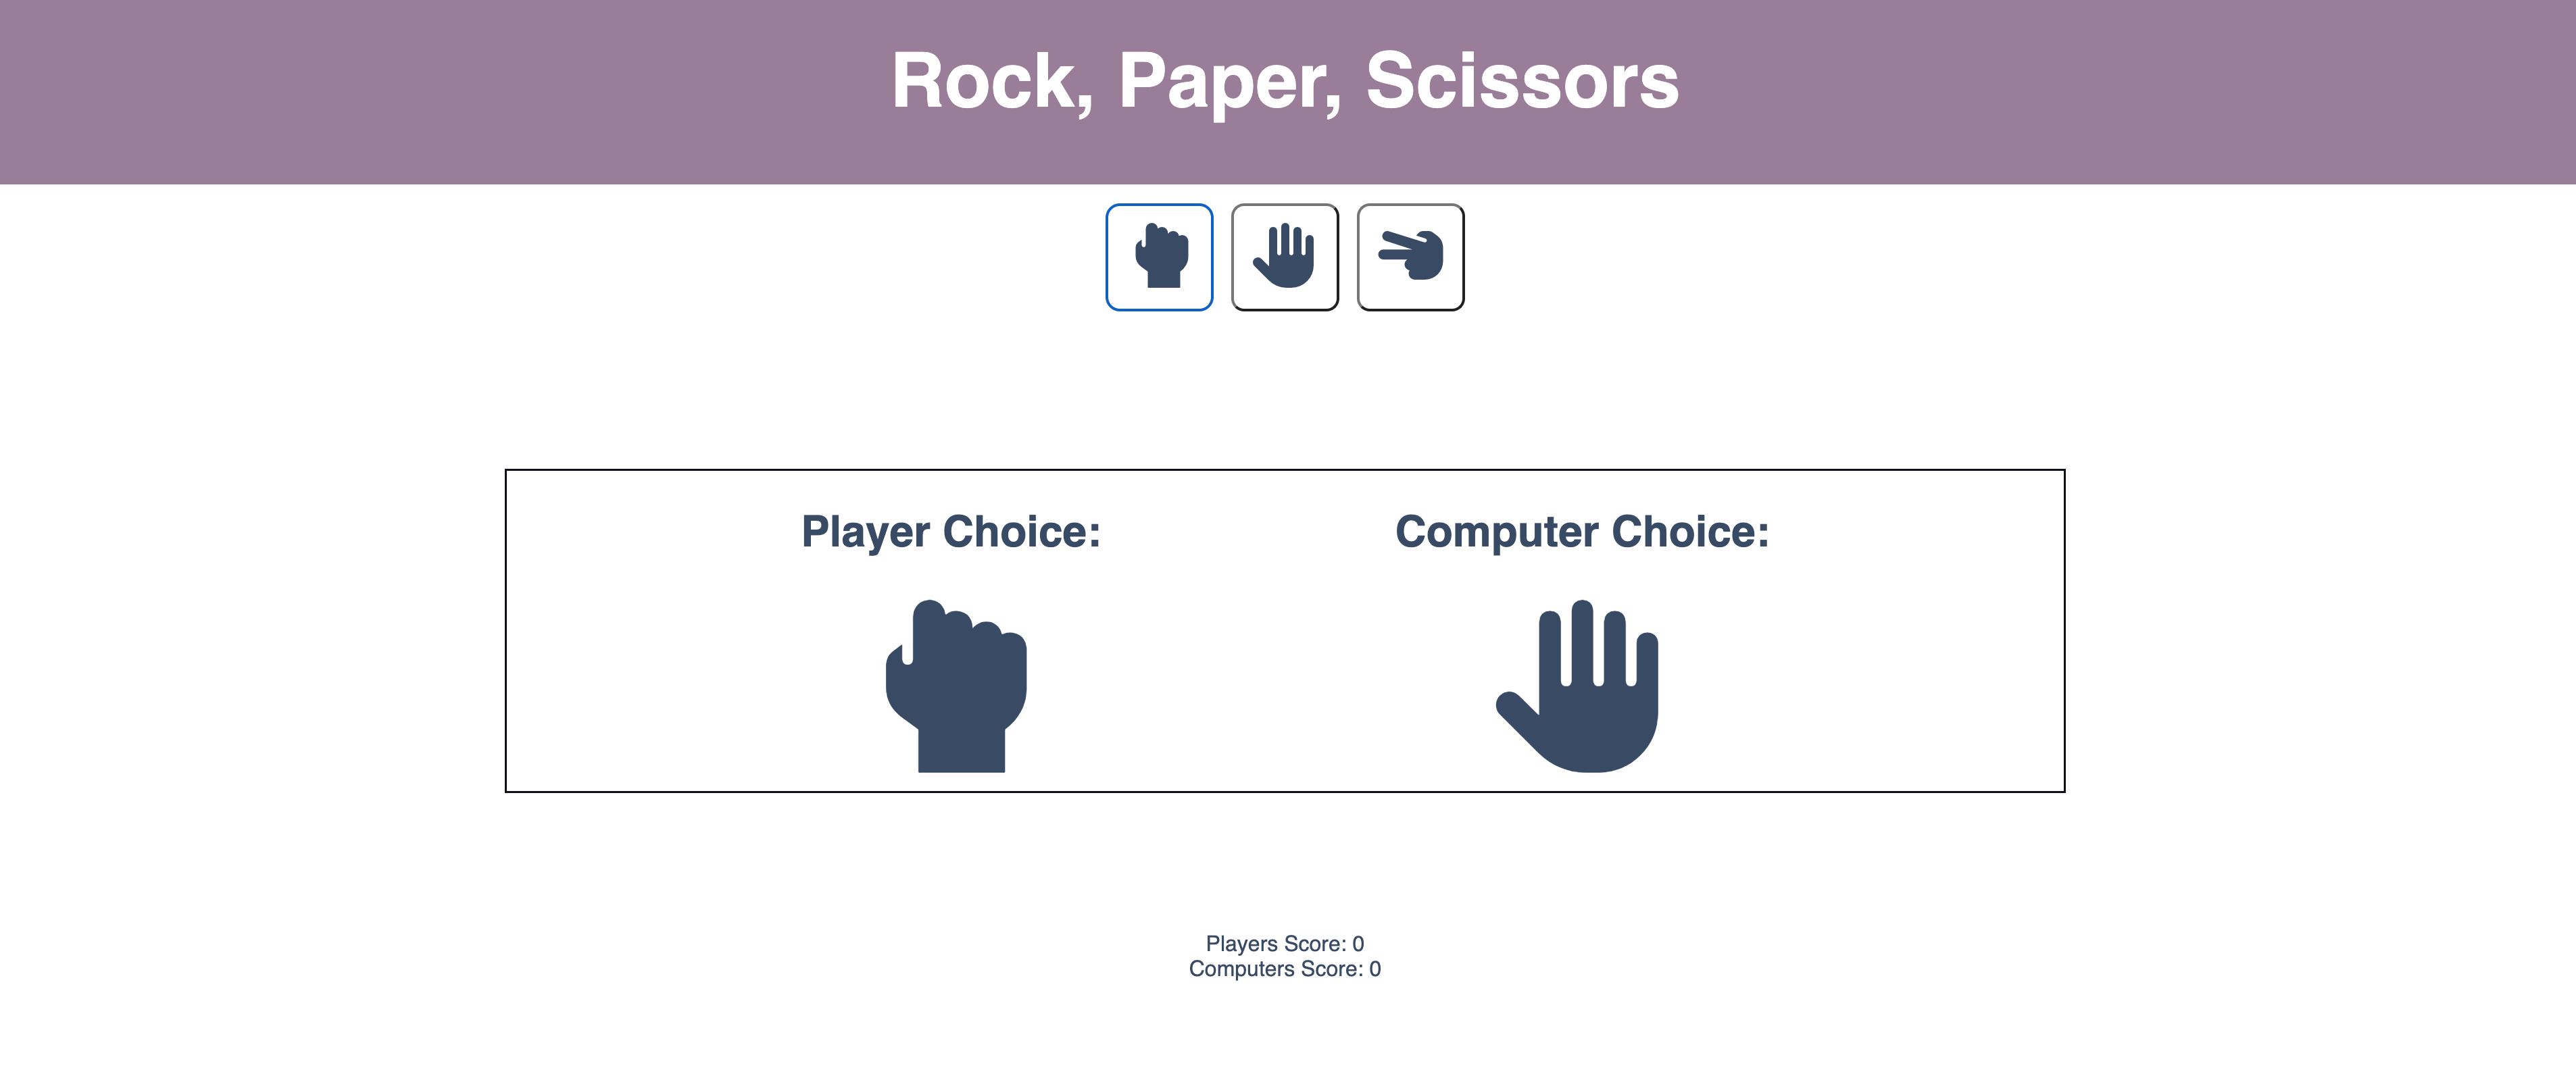 Rock, Paper, Scissors
Player Choice:
Computer Choice:
Players Score: 0
Computers Score: 0